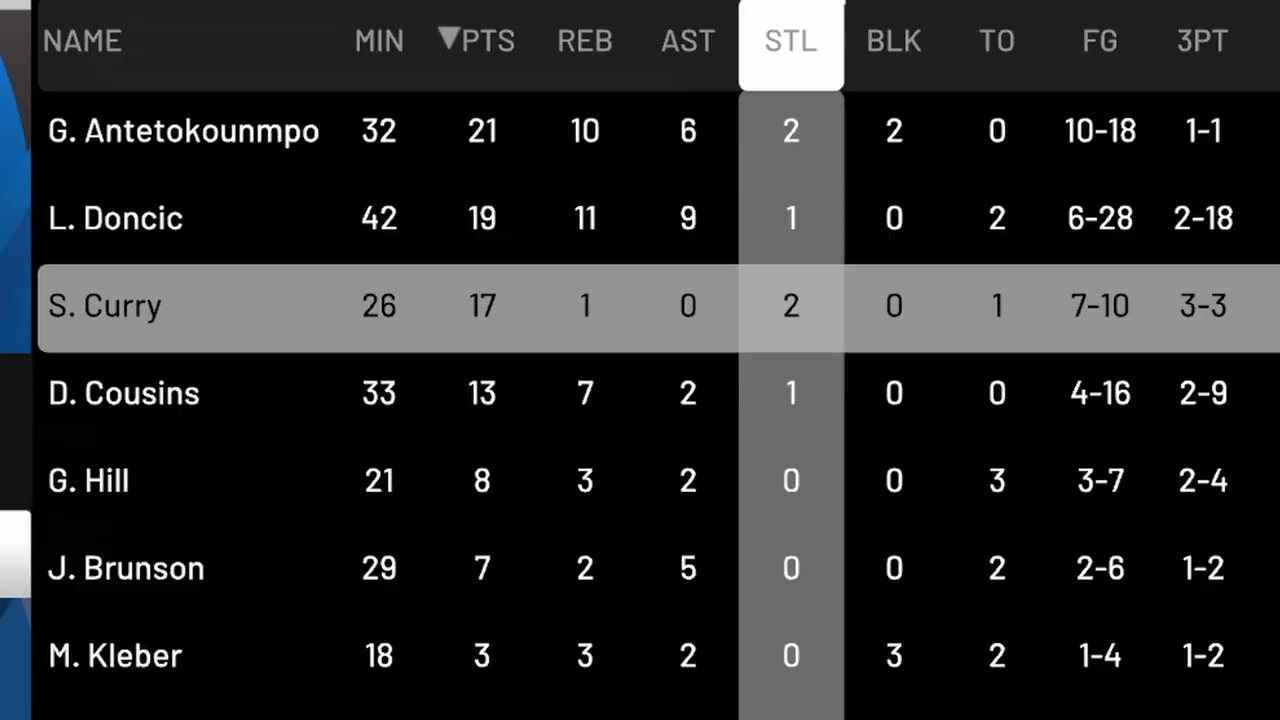 NAME MIN ▼PTS REB AST STL BLK TO FG 3PT
G. Antetokounmpo 32 21 10 6 2 2 0 10-18 1-1
L. Doncic 42 19 11 9 1 0 2 6-28 2-18
S. Curry 26 17 1 0 2 0 1 7-10 3-3
D. Cousins 33 13 7 2 1 0 0 4-16 2-9
G. Hill 21 8 3 2 0 0 3 3-7 2-4
J. Brunson 29 7 2 5 0 0 2 2-6 1-2
M. Kleber 18 3 3 2 0 3 2 1-4 1-2